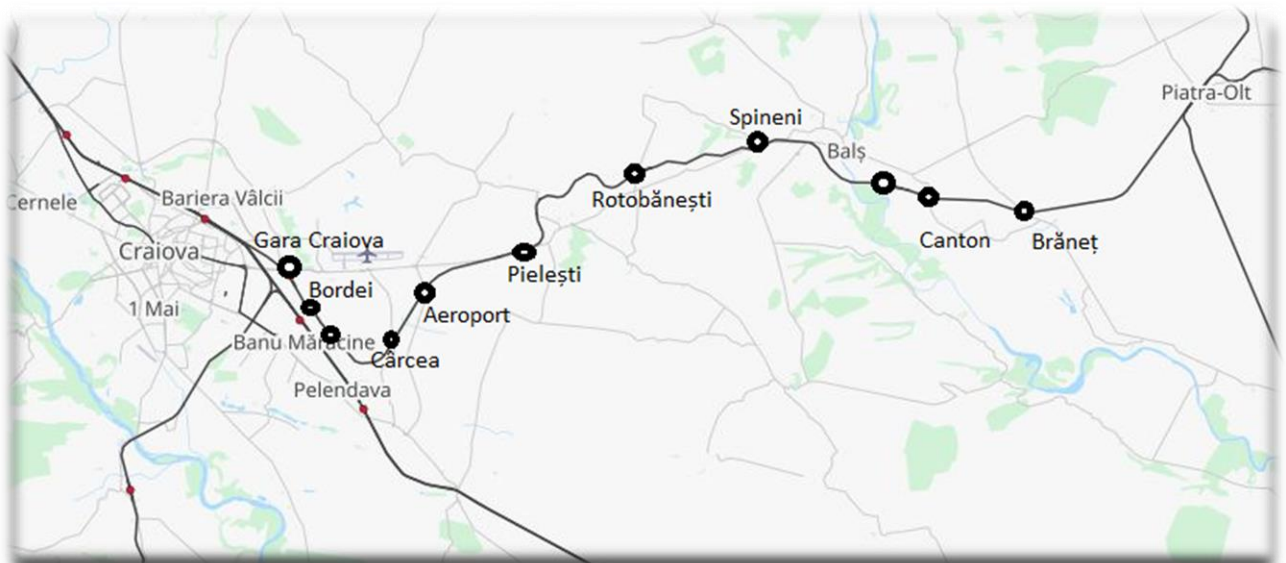 Piatra-Olt
Spineni
Balș
Cernele
Bariera Vâlcii
Rotobănești
Craiova
Gara Craiova
Canton
Brăneț
Pielești
Bordei
1 Mai
Aeroport
Banu Mărăcine
Cârcea
Pelendava